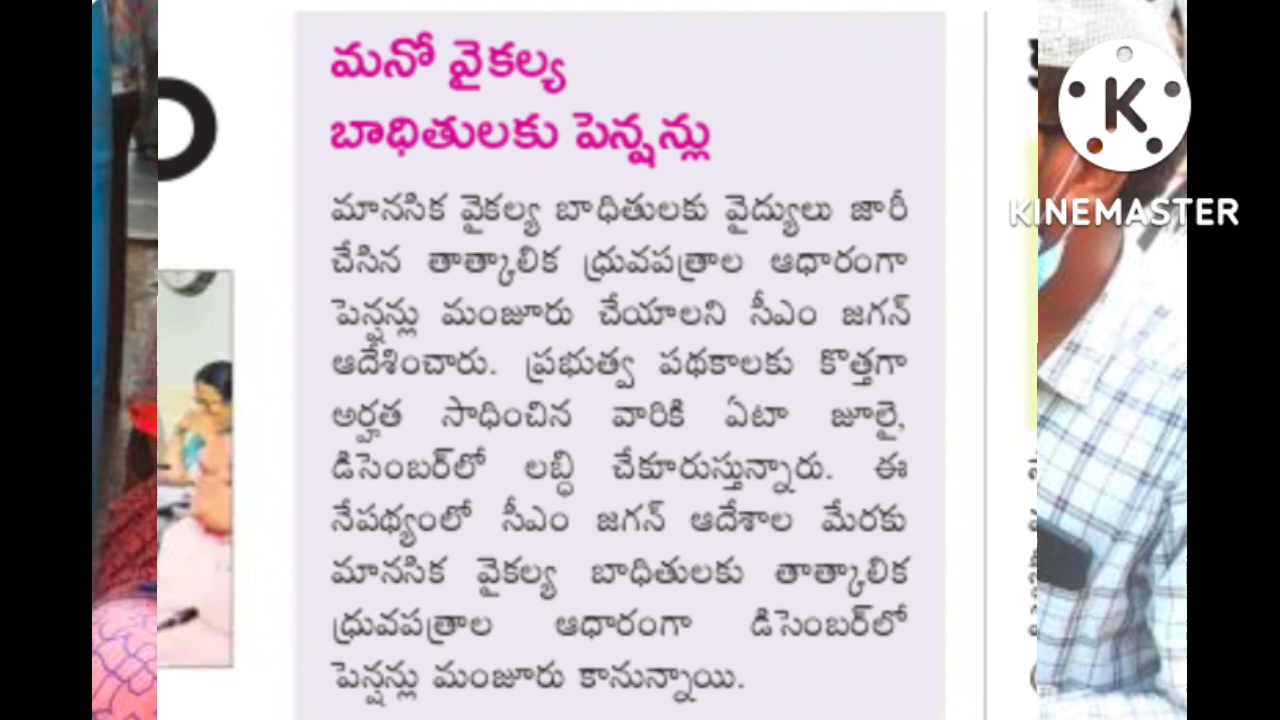 మనో వైకల్య
బాధితులకు పెన్షన్లు
మానసిక వైకల్య బాధితులకు వైద్యులు జారీ
చేసిన తాత్కాలిక ధ్రువపత్రాల ఆధారంగా
పెన్షన్లు మంజూరు చేయాలని సీఎం జగన్
ఆదేశించారు. ప్రభుత్వ పథకాలకు కొత్తగా
అర్హత సాధించిన వారికి ఏటా జూలై,
డిసెంబర్‌లో లబ్ధి చేకూరుస్తున్నారు. ఈ
నేపథ్యంలో సీఎం జగన్ ఆదేశాల మేరకు
మానసిక వైకల్య బాధితులకు తాత్కాలిక
ధ్రువపత్రాల ఆధారంగా డిసెంబర్‌లో
పెన్షన్లు మంజూరు కానున్నాయి.
K
KINEMASTER